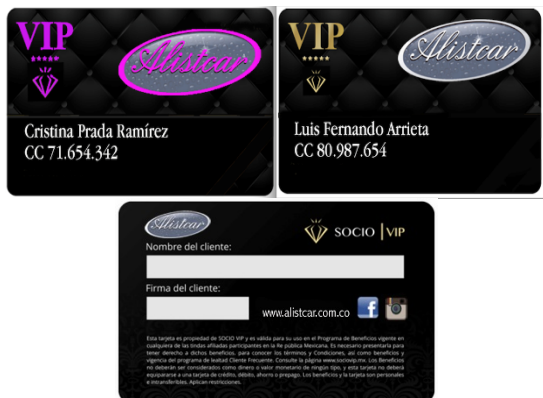 VIP
Alistcar
Cristina Prada Ramírez
CC 71.654.342
VIP
Alistcar
Luis Fernando Arrieta
CC 80.987.654
Alistcar
SOCIO | VIP
Nombre del cliente:
Firma del cliente:
www.alistcar.com.co
Esta tarjeta es propiedad de SOCIO VIP y es válida para su uso en el Programa de Beneficios vigente en
cualquiera de las tindas afiliadas participantes en la Re pública Mexicana. Es necesario presentarla para
tener derecho a dichos beneficios. para conocer los términos y Condiciones, así como beneficios y
vigencia del programa de lealtad Cliente Frecuente. Consulte la página www.sociovip.mx. Los Beneficios
no deberán ser considerados como dinero o valor monetario de ningún tipo, y esta tarjeta no deberá
equipararse a una tarjeta de crédito, débito, ahorro o prepago. Los beneficios y la tarjeta son personales
e intransferibles. Aplican restricciones.